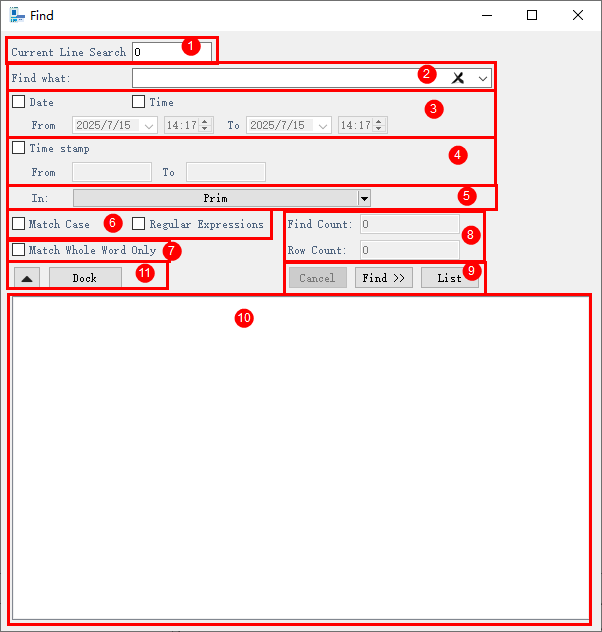 Find
Current Line Search 0 1
Find what: 2
Date Time 3
From 2025/7/15 14:17 To 2025/7/15 14:17
Time stamp 4
From To
In: Prim 5
Match Case 6 Regular Expressions Find Count: 0
Match Whole Word Only 7 Row Count: 0 8
Dock 11 Cancel Find >> List 9
10